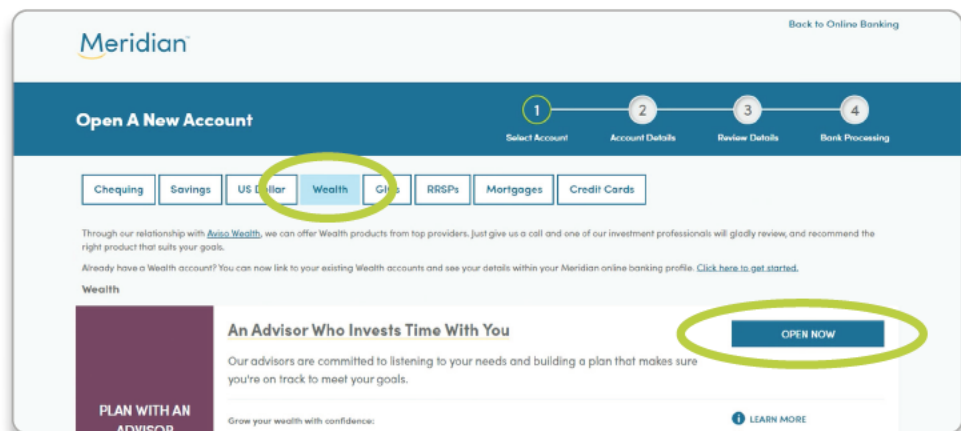 Back to Online Banking
Meridian
Open A New Account
1
2
3
4
Select Account
Account Details
Review Details
Bank Processing
Chequing
Savings
US Dollar
Wealth
GICs
RRSPs
Mortgages
Credit Cards
Through our relationship with Aviso Wealth, we can offer Wealth products from top providers. Just give us a call and one of our investment professionals will gladly review, and recommend the
right product that suits your goals.
Already have a Wealth account? You can now link to your existing Wealth accounts and see your details within your Meridian online banking profile. Click here to get started.
Wealth
An Advisor Who Invests Time With You
OPEN NOW
Our advisors are committed to listening to your needs and building a plan that makes sure
you're on track to meet your goals.
PLAN WITH AN
ADVISOR
Grow your wealth with confidence:
LEARN MORE